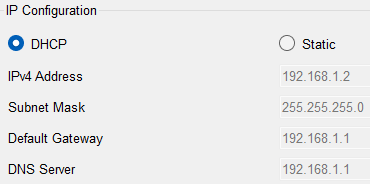 IP Configuration
DHCP Static
IPv4 Address 192.168.1.2
Subnet Mask 255.255.255.0
Default Gateway 192.168.1.1
DNS Server 192.168.1.1